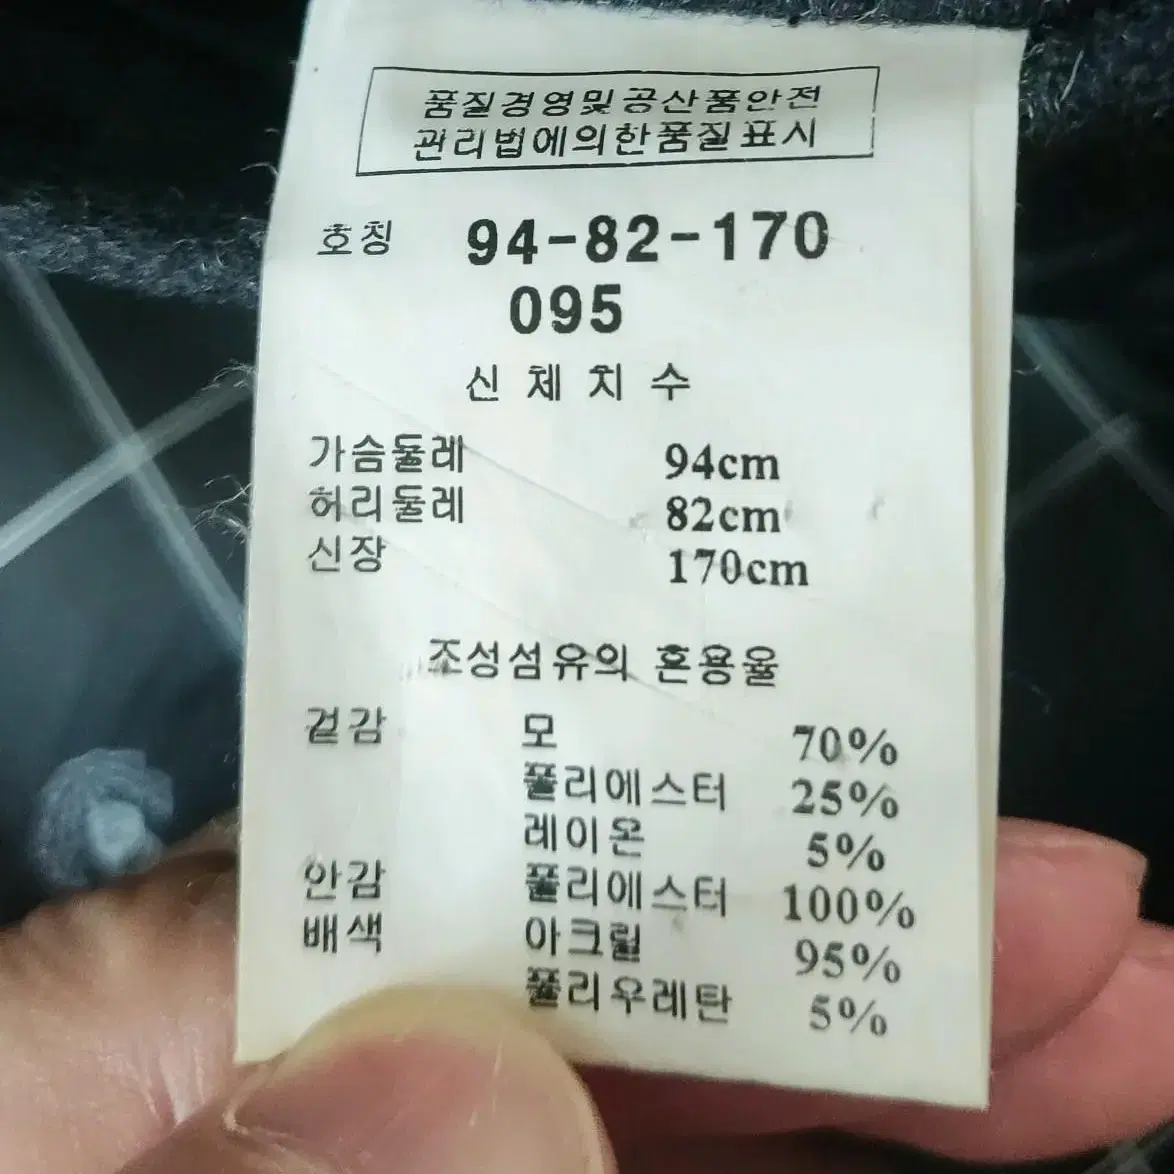 품질경영및공산품안전
관리법에의한품질표시
호칭 94-82-170
095
신체치수
가슴둘레 94cm
허리둘레 82cm
신장 170cm
조성섬유의 혼용율
겉감 모 70%
폴리에스터 25%
레이온 5%
안감 폴리에스터 100%
배색 아크릴 95%
폴리우레탄 5%